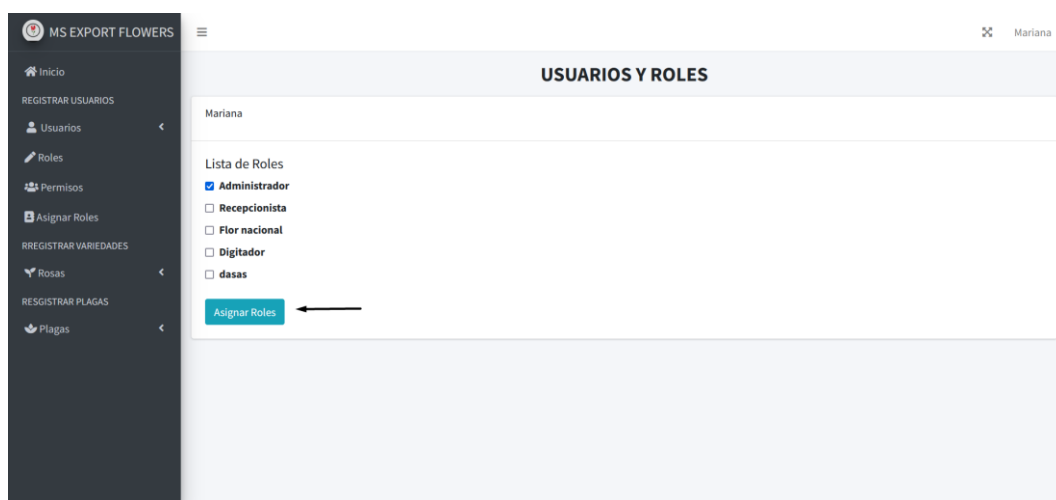 MS EXPORT FLOWERS
Mariana
Inicio
REGISTRAR USUARIOS
Usuarios
Roles
Permisos
Asignar Roles
RREGISTRAR VARIEDADES
Rosas
RESGISTRAR PLAGAS
Plagas
USUARIOS Y ROLES
Mariana
Lista de Roles
Administrador
Recepcionista
Flor nacional
Digitador
dasas
Asignar Roles